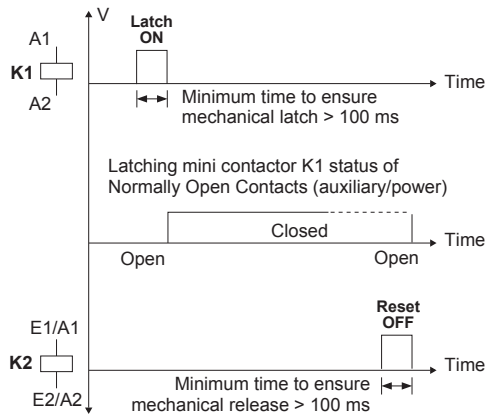 V
Latch
ON
A1
K1
A2
Time
Minimum time to ensure
mechanical latch > 100 ms
Latching mini contactor K1 status of
Normally Open Contacts (auxiliary/power)
Closed
Time
Open
Open
Reset
OFF
E1/A1
K2
E2/A2
Time
Minimum time to ensure
mechanical release > 100 ms